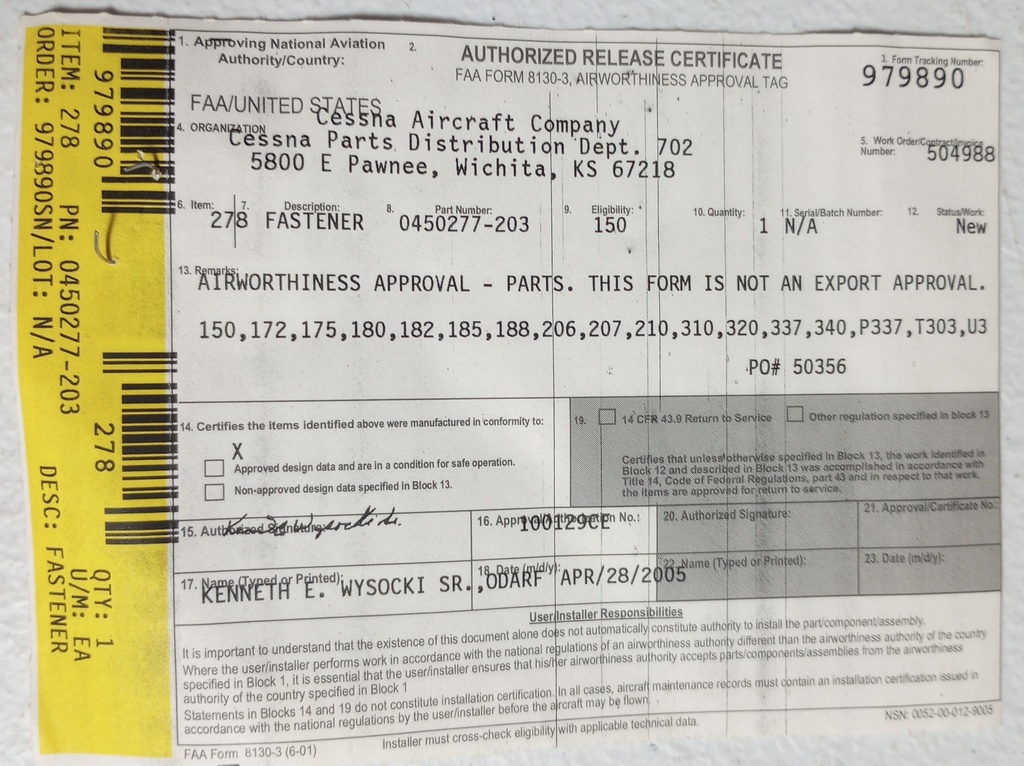 ITEM: 278 PN: 0450277-203 QTY: 1
U/M: EA
ORDER: 979890SN/LOT: N/A DESC: FASTENER
979890 278
1. Approving National Aviation
Authority/Country:
2.
AUTHORIZED RELEASE CERTIFICATE
FAA FORM 8130-3, AIRWORTHINESS APPROVAL TAG
3. Form Tracking Number:
979890
FAA/UNITED STATES
4. ORGANIZATION
Cessna Aircraft Company
Cessna Parts Distribution Dept. 702
5800 E Pawnee, Wichita, KS 67218
5. Work Order/Contract/Invoice
Number: 504988
6. Item: 7. Description: 8. Part Number: 9. Eligibility: * 10. Quantity: 11. Serial/Batch Number: 12. Status/Work:
278 FASTENER 0450277-203 150 1 N/A New
13. Remarks:
AIRWORTHINESS APPROVAL - PARTS. THIS FORM IS NOT AN EXPORT APPROVAL.
150,172,175,180,182,185,188,206,207,210,310,320,337,340,P337,T303,U3
PO# 50356
14. Certifies the items identified above were manufactured in conformity to:
X
Approved design data and are in a condition for safe operation.
Non-approved design data specified in Block 13.
19. 14 CFR 43.9 Return to Service Other regulation specified in block 13
Certifies that unless otherwise specified in Block 13, the work identified in
Block 12 and described in Block 13 was accomplished in accordance with
Title 14, Code of Federal Regulations, part 43 and in respect to that work,
the items are approved for return to service.
15. Authorized Signature:
16. Approval/Authorization No.:
100129CE
20. Authorized Signature:
21. Approval/Certificate No.:
17. Name (Typed or Printed):
KENNETH E. WYSOCKI SR.,ODARF
18. Date (m/d/y):
APR/28/2005
22. Name (Typed or Printed):
23. Date (m/d/y):
User/Installer Responsibilities
It is important to understand that the existence of this document alone does not automatically constitute authority to install the part/component/assembly.
Where the user/installer performs work in accordance with the national regulations of an airworthiness authority different than the airworthiness authority of the country
specified in Block 1, it is essential that the user/installer ensures that his/her airworthiness authority accepts parts/components/assemblies from the airworthiness
authority of the country specified in Block 1
Statements in Blocks 14 and 19 do not constitute installation certification. In all cases, aircraft maintenance records must contain an installation certification issued in
accordance with the national regulations by the user/installer before the aircraft may be flown.
FAA Form 8130-3 (6-01)
Installer must cross-check eligibility with applicable technical data.
NSN: 0052-00-012-9005